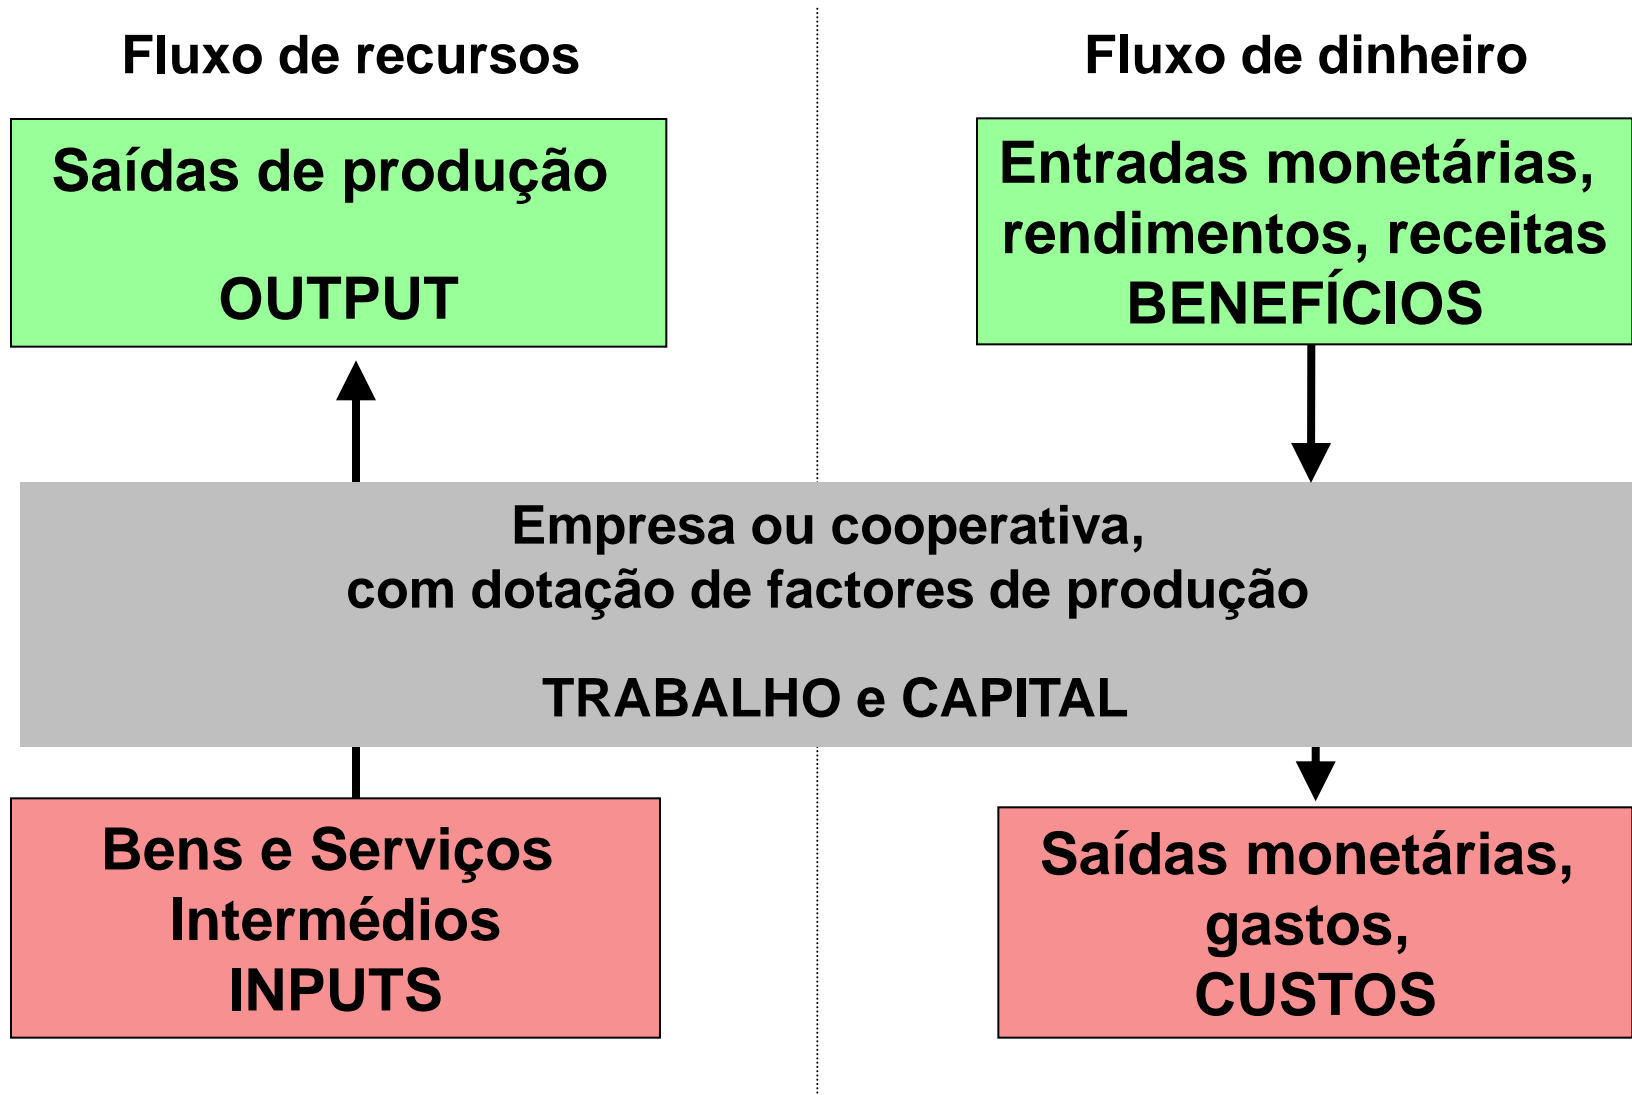 Fluxo de recursos
Fluxo de dinheiro
Saídas de produção
OUTPUT
Entradas monetárias,
rendimentos, receitas
BENEFÍCIOS
Empresa ou cooperativa,
com dotação de factores de produção
TRABALHO e CAPITAL
Bens e Serviços
Intermédios
INPUTS
Saídas monetárias,
gastos,
CUSTOS